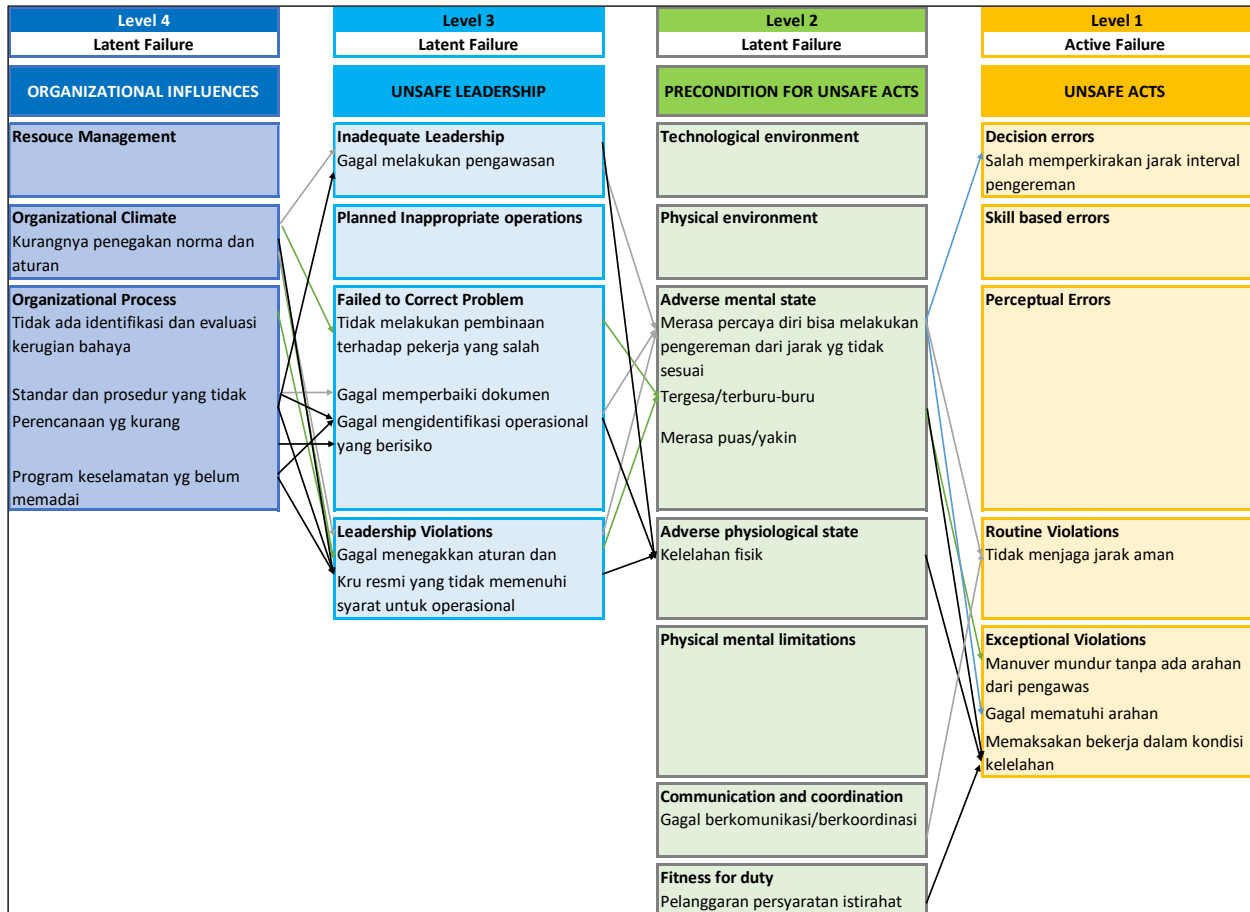 Level 4
Latent Failure
ORGANIZATIONAL INFLUENCES
Resouce Management
Organizational Climate
Kurangnya penegakan norma dan
aturan
Organizational Process
Tidak ada identifikasi dan evaluasi
kerugian bahaya
Standar dan prosedur yang tidak
Perencanaan yg kurang
Program keselamatan yg belum
memadai
Level 3
Latent Failure
UNSAFE LEADERSHIP
Inadequate Leadership
Gagal melakukan pengawasan
Planned Inappropriate operations
Failed to Correct Problem
Tidak melakukan pembinaan
terhadap pekerja yang salah
Gagal memperbaiki dokumen
Gagal mengidentifikasi operasional
yang berisiko
Leadership Violations
Gagal menegakkan aturan dan
Kru resmi yang tidak memenuhi
syarat untuk operasional
Level 2
Latent Failure
PRECONDITION FOR UNSAFE ACTS
Technological environment
Physical environment
Adverse mental state
Merasa percaya diri bisa melakukan
pengereman dari jarak yg tidak
sesuai
Tergesa/terburu-buru
Merasa puas/yakin
Adverse physiological state
Kelelahan fisik
Physical mental limitations
Communication and coordination
Gagal berkomunikasi/berkoordinasi
Fitness for duty
Pelanggaran persyaratan istirahat
Level 1
Active Failure
UNSAFE ACTS
Decision errors
Salah memperkirakan jarak interval
pengereman
Skill based errors
Perceptual Errors
Routine Violations
Tidak menjaga jarak aman
Exceptional Violations
Manuver mundur tanpa ada arahan
dari pengawas
Gagal mematuhi arahan
Memaksakan bekerja dalam kondisi
kelelahan